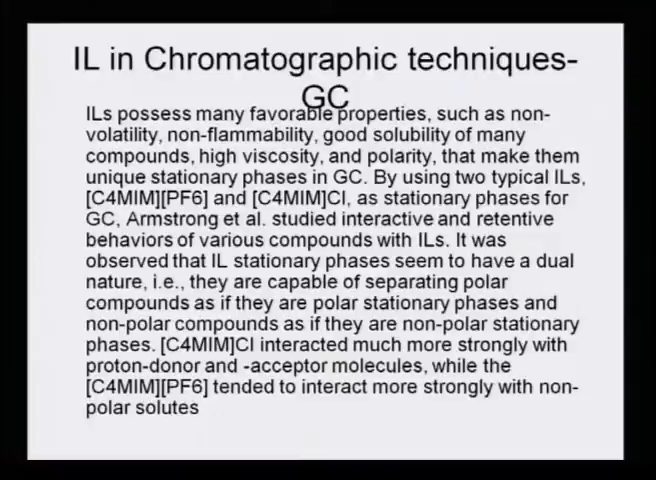 IL in Chromatographic techniques-
GC
ILs possess many favorable properties, such as non-
volatility, non-flammability, good solubility of many
compounds, high viscosity, and polarity, that make them
unique stationary phases in GC. By using two typical ILs,
[C4MIM][PF6] and [C4MIM]Cl, as stationary phases for
GC, Armstrong et al. studied interactive and retentive
behaviors of various compounds with ILs. It was
observed that IL stationary phases seem to have a dual
nature, i.e., they are capable of separating polar
compounds as if they are polar stationary phases and
non-polar compounds as if they are non-polar stationary
phases. [C4MIM]Cl interacted much more strongly with
proton-donor and -acceptor molecules, while the
[C4MIM][PF6] tended to interact more strongly with non-
polar solutes